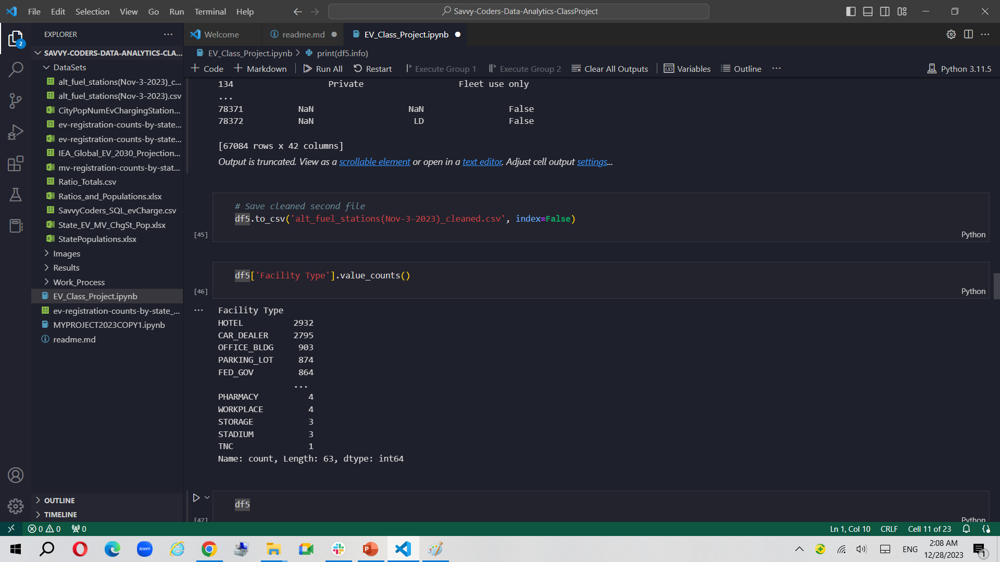 File Edit Selection View Go Run Terminal Help
Savvy-Coders-Data-Analytics-ClassProject
2
EXPLORER
SAVVY-CODERS-DATA-ANALYTICS-CLA...
DataSets
alt_fuel_stations(Nov-3-2023)_c...
alt_fuel_stations(Nov-3-2023).csv
CityPopNumEvChargingStation...
ev-registration-counts-by-state...
ev-registration-counts-by-state...
IEA_Global_EV_2030_Projection...
mv-registration-counts-by-stat...
Ratio_Totals.csv
Ratios_and_Populations.xlsx
SavvyCoders_SQL_evCharge.csv
State_EV_MV_ChgSt_Pop.xlsx
StatePopulations.xlsx
Images
Results
Work_Process
EV_Class_Project.ipynb
ev-registration-counts-by-state_...
MYPROJECT2023COPY1.ipynb
readme.md
OUTLINE
TIMELINE
Welcome readme.md EV_Class_Project.ipynb
EV_Class_Project.ipynb > print(df5.info)
+ Code + Markdown Run All Restart Execute Group 1 Execute Group 2 Clear All Outputs Variables Outline ... Python 3.11.5
134 Private Fleet use only
...
78371 NaN NaN False
78372 NaN LD False
[67084 rows x 42 columns]
Output is truncated. View as a scrollable element or open in a text editor. Adjust cell output settings...
# Save cleaned second file
df5.to_csv('alt_fuel_stations(Nov-3-2023)_cleaned.csv', index=False)
[45] Python
df5['Facility Type'].value_counts()
[46] Python
... Facility Type
HOTEL 2932
CAR_DEALER 2795
OFFICE_BLDG 903
PARKING_LOT 874
FED_GOV 864
...
PHARMACY 4
WORKPLACE 4
STORAGE 3
STADIUM 3
TNC 1
Name: count, Length: 63, dtype: int64
df5
[47] Python
0 0 0 Ln 1, Col 10 CRLF Cell 11 of 23
zoom
ENG
2:08 AM
12/28/2023
1